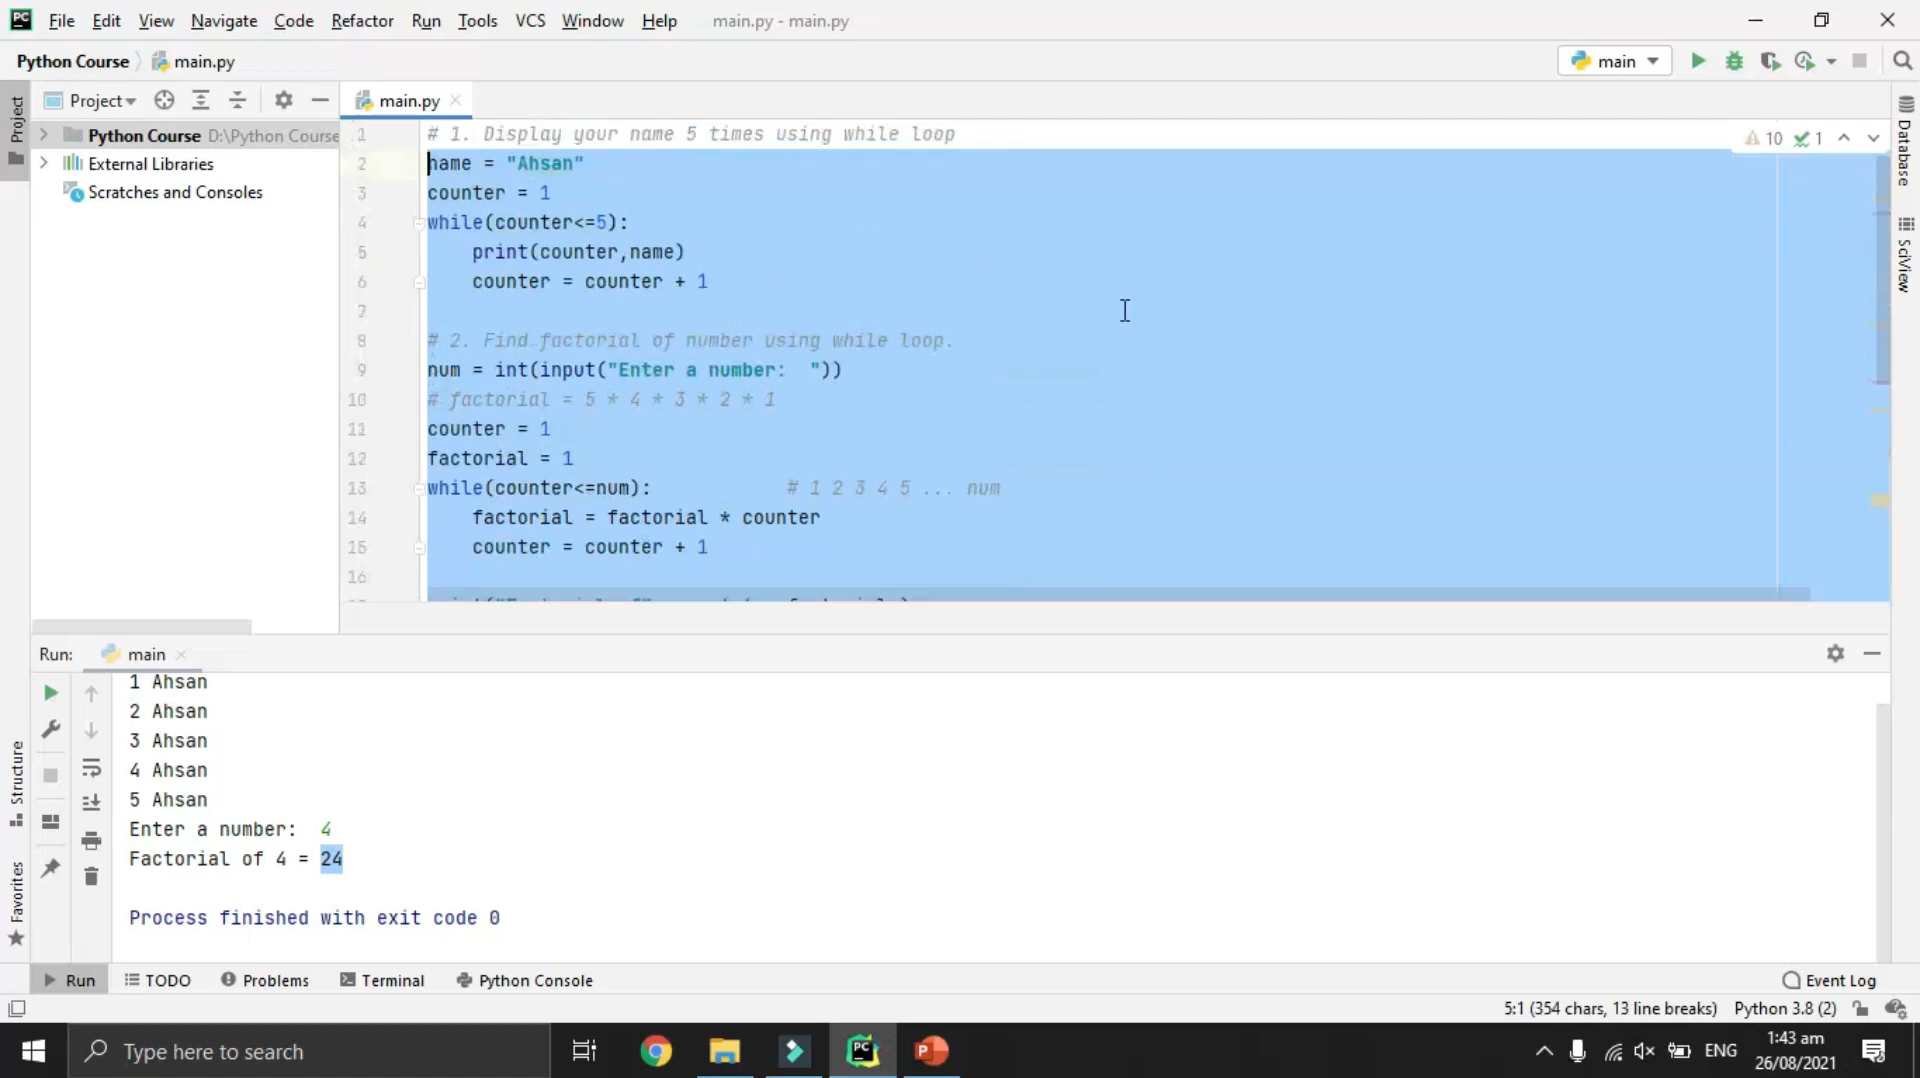 File Edit View Navigate Code Refactor Run Tools VCS Window Help main.py - main.py
Python Course main.py main
Project main.py
Project
Python Course D:\Python Course
External Libraries
Scratches and Consoles
1 # 1. Display your name 5 times using while loop
2 name = "Ahsan"
3 counter = 1
4 while(counter<=5):
5 print(counter,name)
6 counter = counter + 1
7
8 # 2. Find factorial of number using while loop.
9 num = int(input("Enter a number:  "))
10 # factorial = 5 * 4 * 3 * 2 * 1
11 counter = 1
12 factorial = 1
13 while(counter<=num): # 1 2 3 4 5 ... num
14 factorial = factorial * counter
15 counter = counter + 1
16
10 1
Database
SciView
Run: main
1 Ahsan
2 Ahsan
3 Ahsan
4 Ahsan
5 Ahsan
Enter a number:  4
Factorial of 4 = 24
Process finished with exit code 0
Structure
Favorites
Run TODO Problems Terminal Python Console Event Log
5:1 (354 chars, 13 line breaks) Python 3.8 (2)
Type here to search
PC
P
ENG
1:43 am
26/08/2021